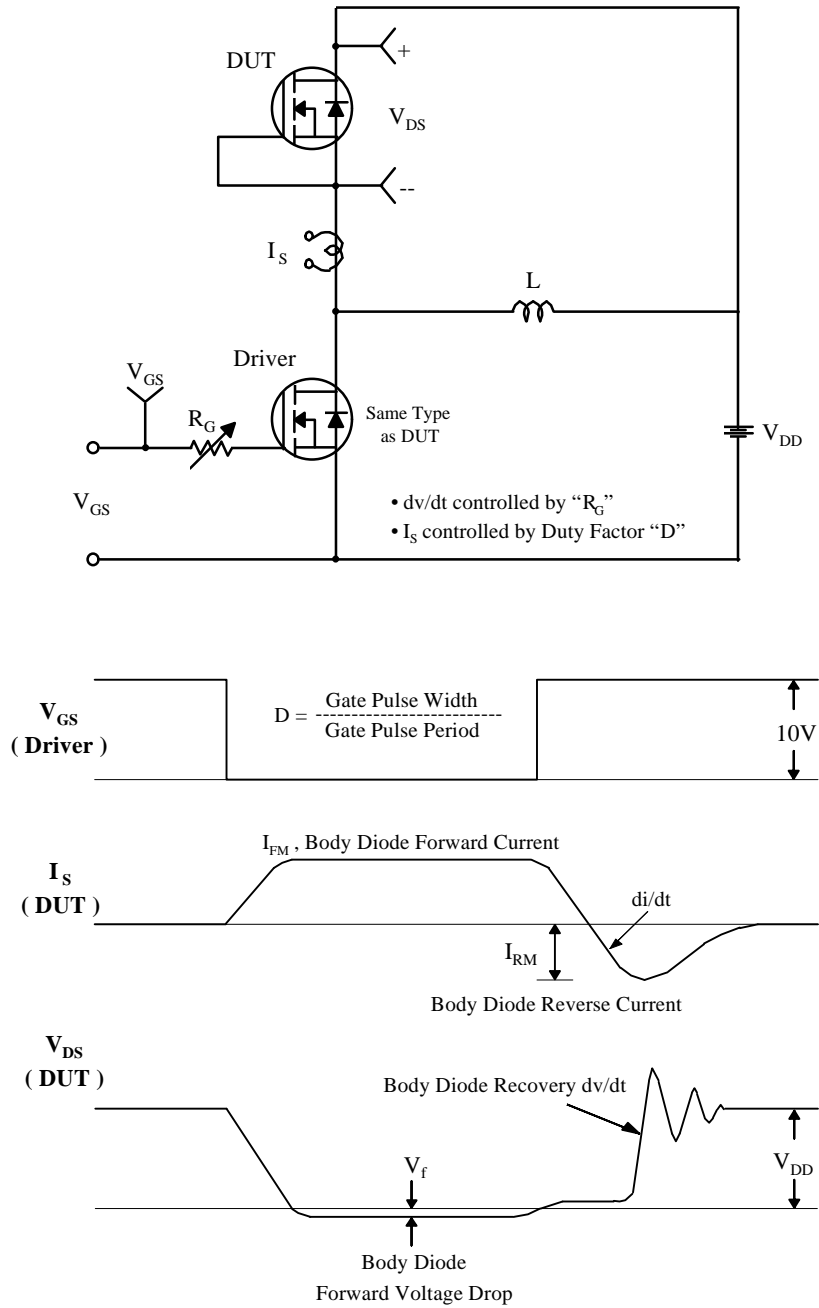 DUT
+
V_DS
--
I_S
L
Driver
V_GS
R_G
Same Type
as DUT
V_DD
V_GS
• dv/dt controlled by “R_G”
• I_S controlled by Duty Factor “D”
V_GS
( Driver )
D = Gate Pulse Width
--------------------------
Gate Pulse Period
10V
I_S
( DUT )
I_FM , Body Diode Forward Current
di/dt
I_RM
Body Diode Reverse Current
V_DS
( DUT )
Body Diode Recovery dv/dt
V_f
V_DD
Body Diode
Forward Voltage Drop